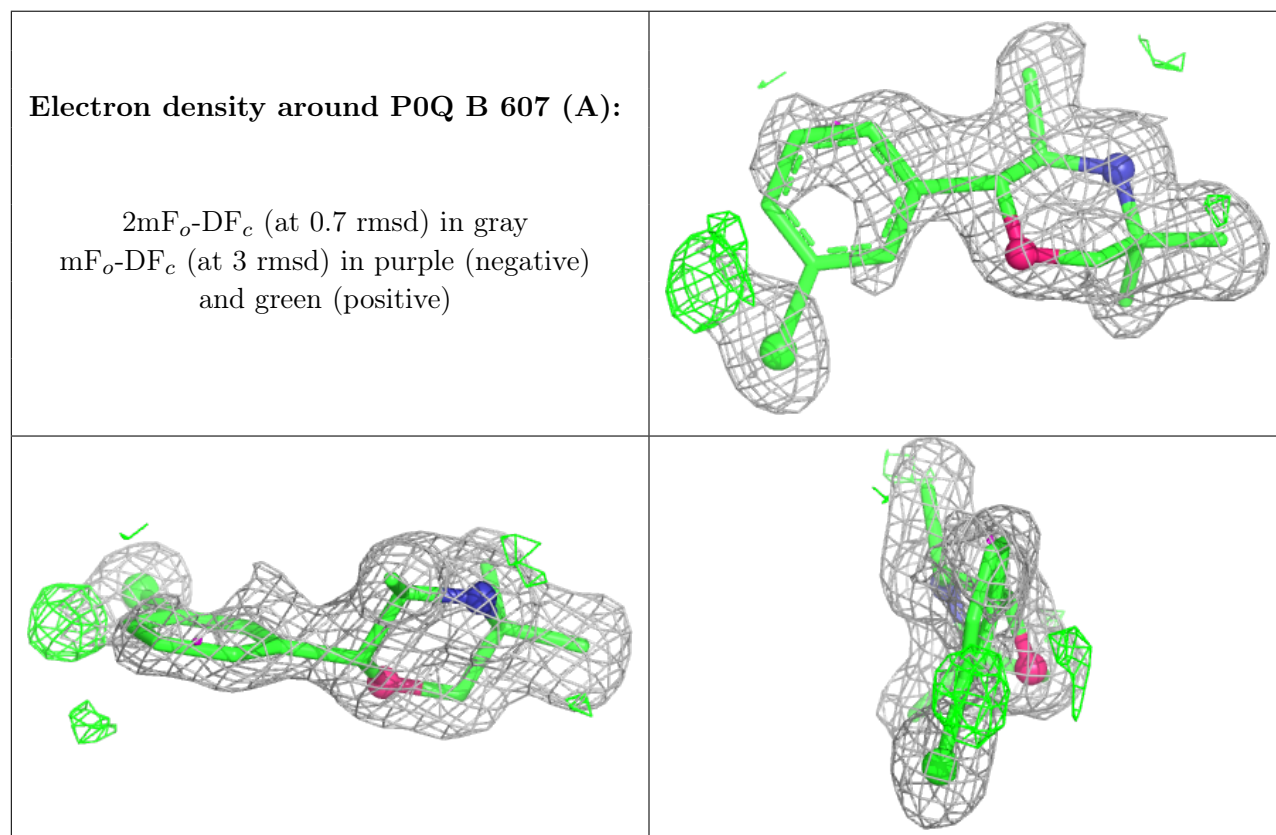 Electron density around P0Q B 607 (A):
2mFₒ-DF𝒸 (at 0.7 rmsd) in gray
mFₒ-DF𝒸 (at 3 rmsd) in purple (negative)
and green (positive)